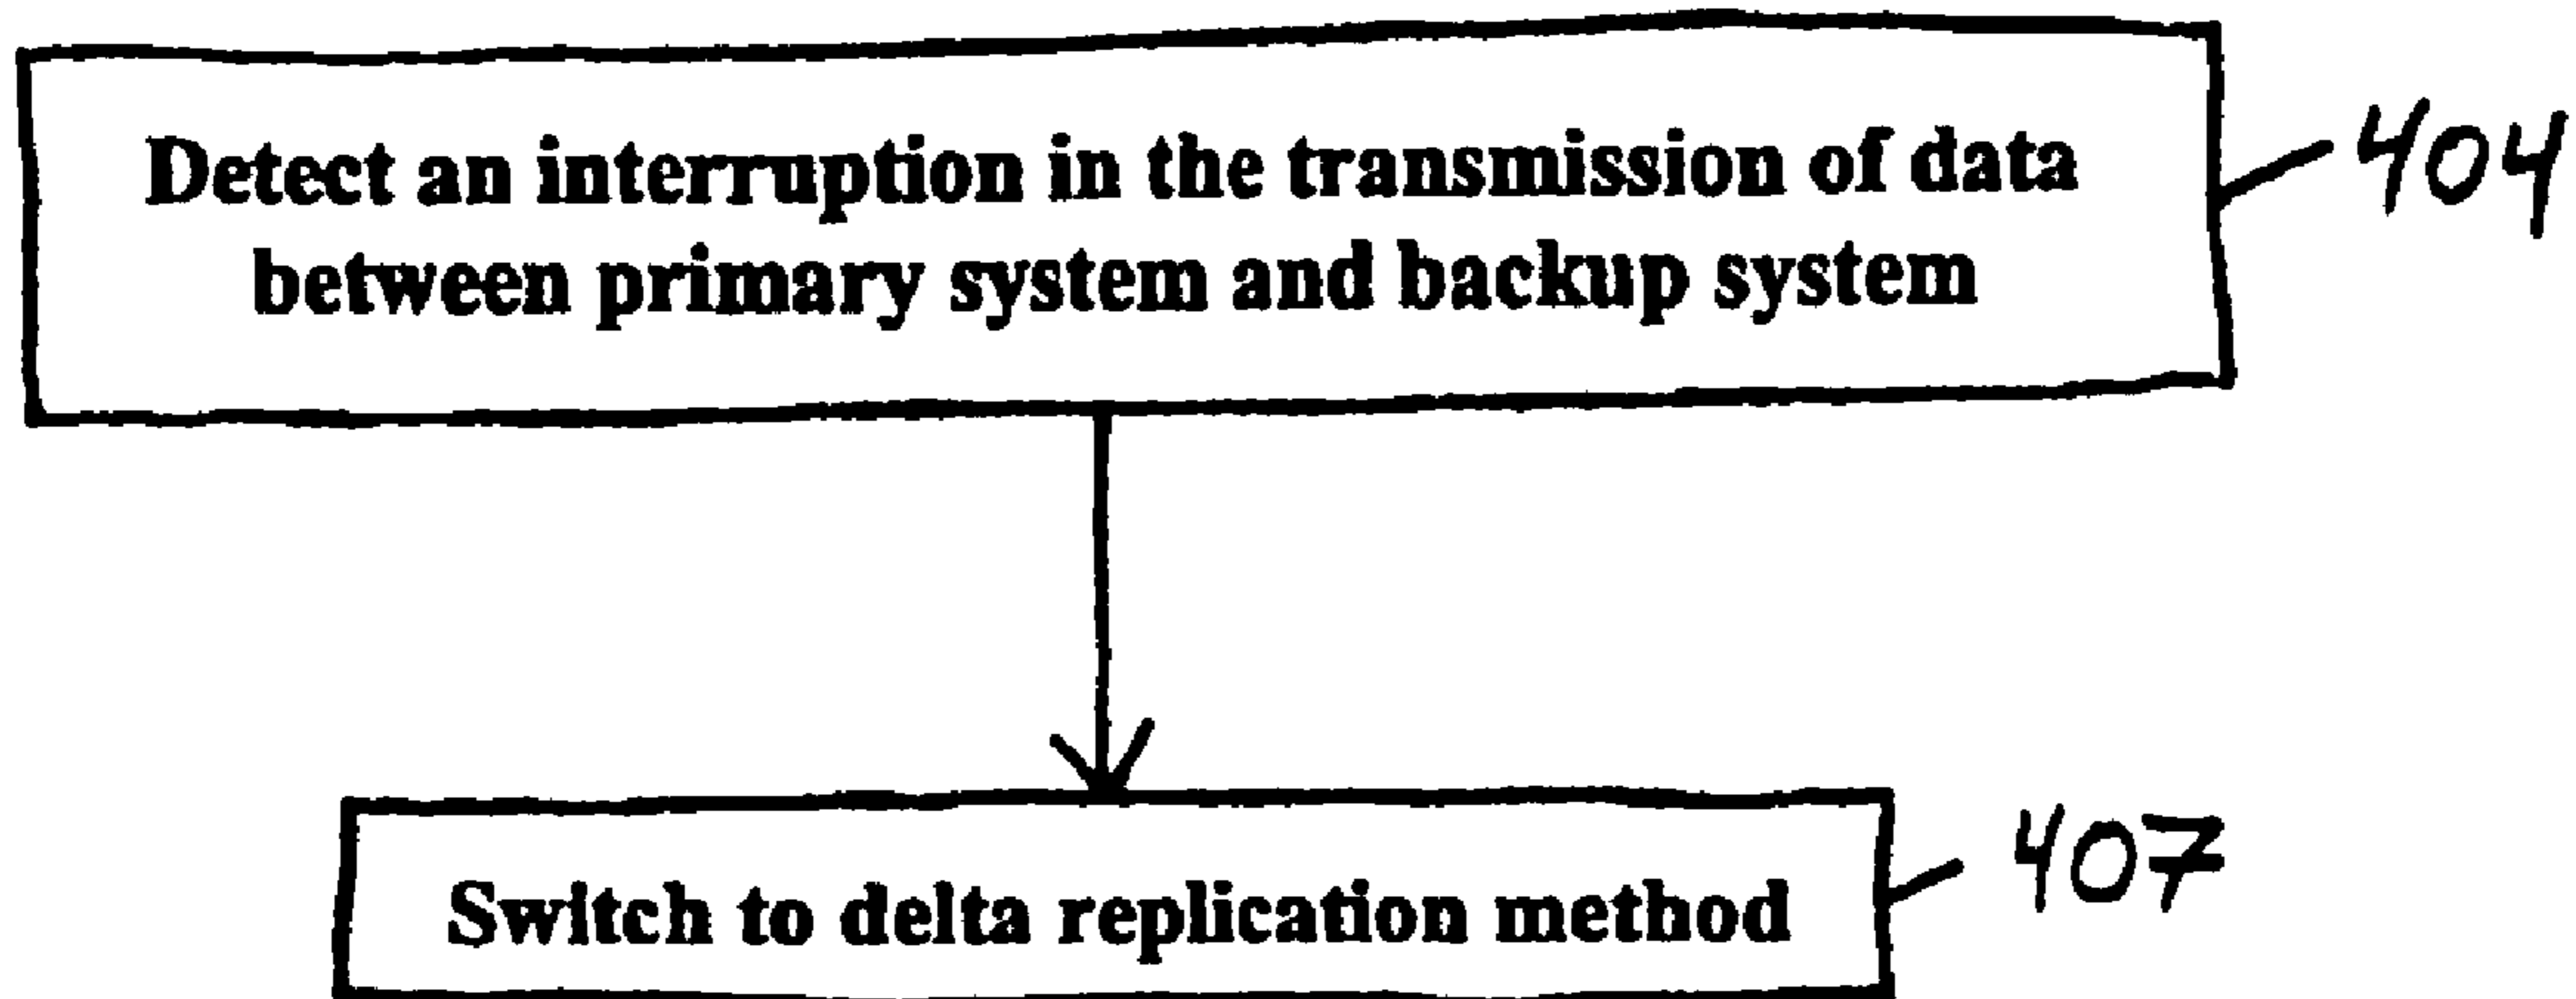 Detect an interruption in the transmission of data
between primary system and backup system
404
Switch to delta replication method
407